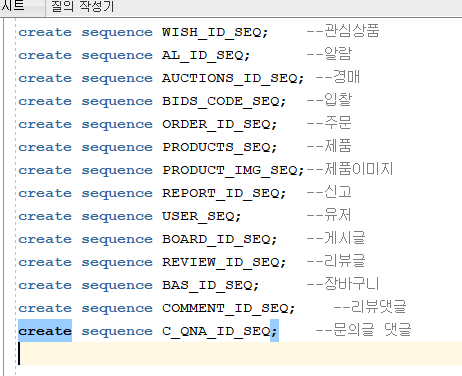 시트 질의 작성기
create sequence WISH_ID_SEQ; --관심상품
create sequence AL_ID_SEQ; --알람
create sequence AUCTIONS_ID_SEQ; --경매
create sequence BIDS_CODE_SEQ; --입찰
create sequence ORDER_ID_SEQ; --주문
create sequence PRODUCTS_SEQ; --제품
create sequence PRODUCT_IMG_SEQ;--제품이미지
create sequence REPORT_ID_SEQ; --신고
create sequence USER_SEQ; --유저
create sequence BOARD_ID_SEQ; --게시글
create sequence REVIEW_ID_SEQ; --리뷰글
create sequence BAS_ID_SEQ; --장바구니
create sequence COMMENT_ID_SEQ; --리뷰댓글
create sequence C_QNA_ID_SEQ; --문의글 댓글